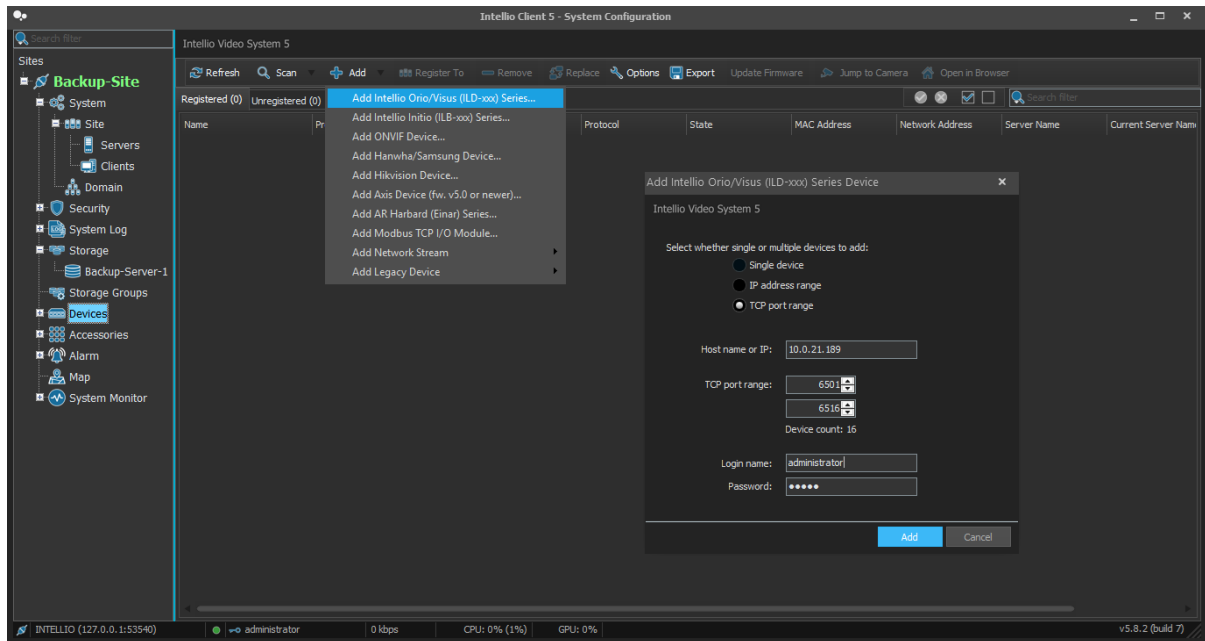 Intellio Client 5 - System Configuration
Search filter
Intellio Video System 5
Sites
Backup-Site
System
Site
Servers
Clients
Domain
Security
System Log
Storage
Backup-Server-1
Storage Groups
Devices
Accessories
Alarm
Map
System Monitor
Refresh Scan Add Register To Remove Replace Options Export Update Firmware Jump to Camera Open in Browser
Registered (0) Unregistered (0) Search filter
Name Pr Protocol State MAC Address Network Address Server Name Current Server Nam
Add Intellio Orio/Visus (ILD-xxx) Series...
Add Intellio Initio (ILB-xxx) Series...
Add ONVIF Device...
Add Hanwha/Samsung Device...
Add Hikvision Device...
Add Axis Device (fw. v5.0 or newer)...
Add AR Harbard (Einar) Series...
Add Modbus TCP I/O Module...
Add Network Stream
Add Legacy Device
Add Intellio Orio/Visus (ILD-xxx) Series Device
Intellio Video System 5
Select whether single or multiple devices to add:
Single device
IP address range
TCP port range
Host name or IP: 10.0.21.189
TCP port range: 6501
6516
Device count: 16
Login name: administrator
Password: •••••
Add Cancel
INTELLIO (127.0.0.1:53540) administrator 0 kbps CPU: 0% (1%) GPU: 0% v5.8.2 (build 7)